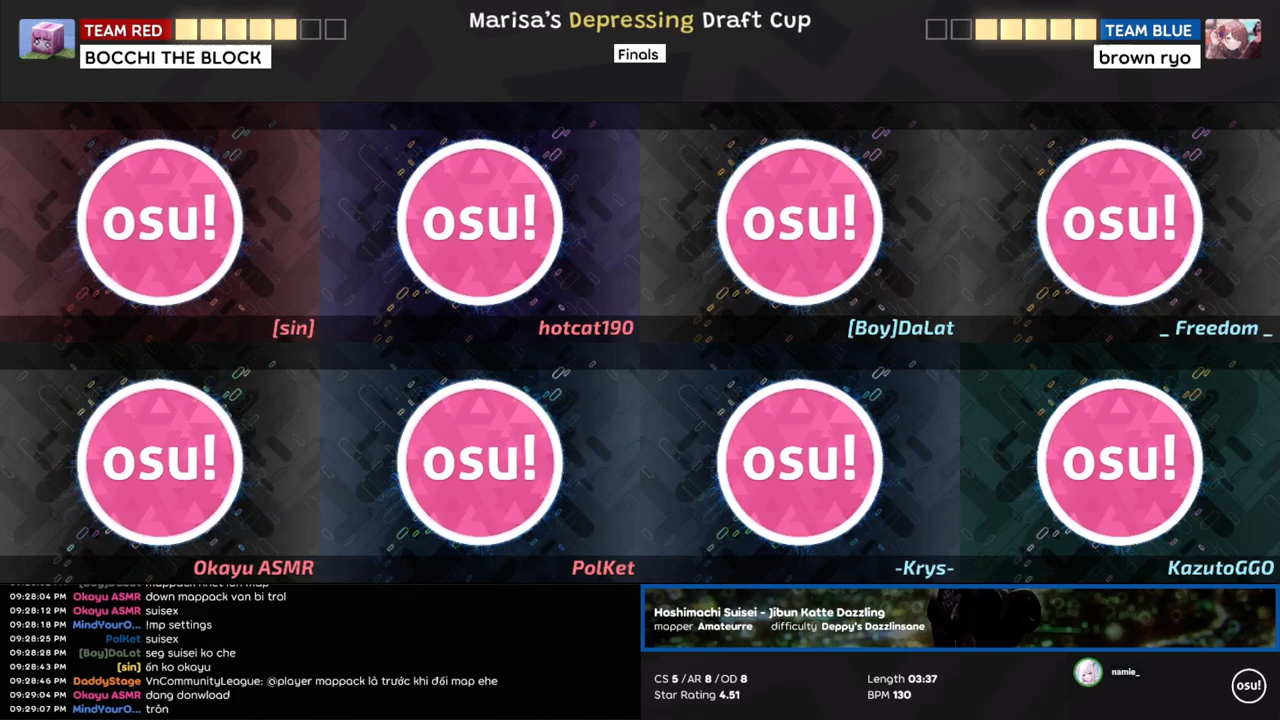 Marisa's Depressing Draft Cup
Finals
TEAM RED
BOCCHI THE BLOCK
TEAM BLUE
brown ryo
osu! osu! osu! osu!
[sin] hotcat190 [Boy]DaLat _ Freedom _
osu! osu! osu! osu!
Okayu ASMR PolKet -Krys- KazutoGGO
09:28:04 PM Okayu ASMR down mappack van bi trol
09:28:12 PM Okayu ASMR suisex
09:28:18 PM MindYourO... !mp settings
09:28:25 PM PolKet suisex
09:28:28 PM [Boy]DaLat seg suisei ko che
09:28:43 PM [sin] ổn ko okayu
09:28:46 PM DaddyStage VnCommunityLeague: @player mappack là trước khi đổi map ehe
09:29:04 PM Okayu ASMR đang donwload
09:29:07 PM MindYourO... trôn
Hoshimachi Suisei - Jibun Katte Dazzling
mapper Amateurre difficulty Deppy's Dazzlinsane
CS 5 / AR 8 / OD 8
Star Rating 4.51
Length 03:37
BPM 130
namie_
osu!